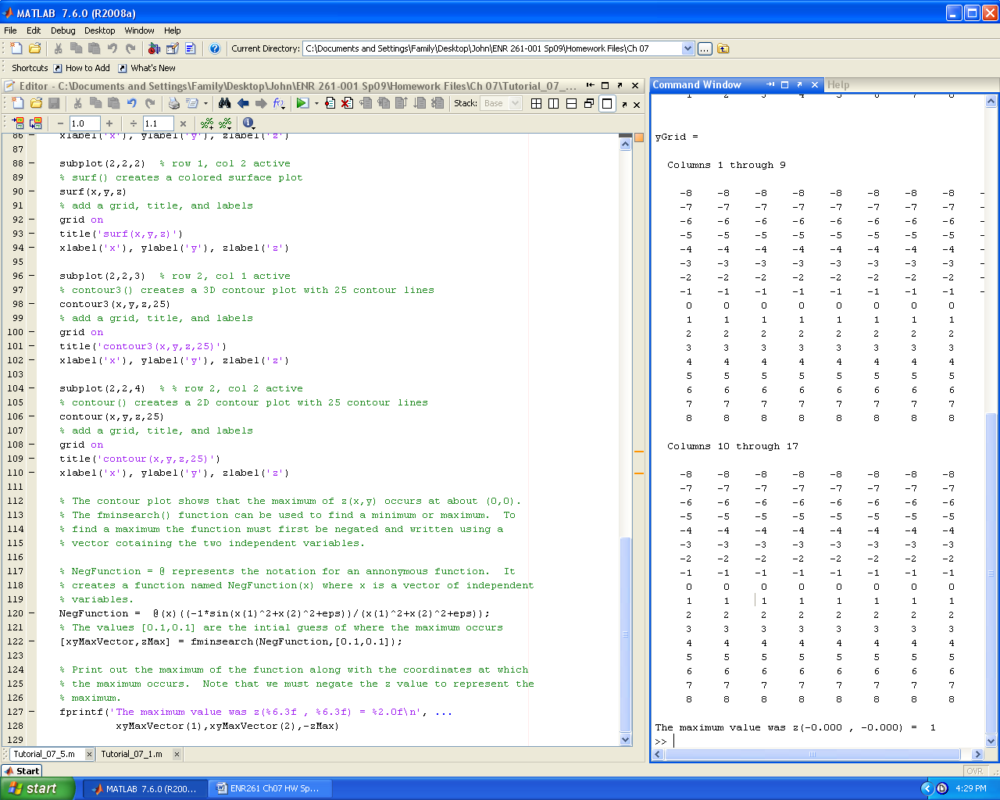 MATLAB 7.6.0 (R2008a)
File Edit Debug Desktop Window Help
Current Directory: C:\Documents and Settings\Family\Desktop\John\ENR 261-001 Sp09\Homework Files\Ch 07
Shortcuts How to Add What's New
Editor - C:\Documents and Settings\Family\Desktop\John\ENR 261-001 Sp09\Homework Files\Ch 07\Tutorial_07_...
Stack: Base
1.0 1.1
86 xlabel('x'), ylabel('y'), zlabel('z')
87
88 subplot(2,2,2)  % row 1, col 2 active
89 % surf() creates a colored surface plot
90 surf(x,y,z)
91 % add a grid, title, and labels
92 grid on
93 title('surf(x,y,z)')
94 xlabel('x'), ylabel('y'), zlabel('z')
95
96 subplot(2,2,3)  % row 2, col 1 active
97 % contour3() creates a 3D contour plot with 25 contour lines
98 contour3(x,y,z,25)
99 % add a grid, title, and labels
100 grid on
101 title('contour3(x,y,z,25)')
102 xlabel('x'), ylabel('y'), zlabel('z')
103
104 subplot(2,2,4)  % % row 2, col 2 active
105 % contour() creates a 2D contour plot with 25 contour lines
106 contour(x,y,z,25)
107 % add a grid, title, and labels
108 grid on
109 title('contour(x,y,z,25)')
110 xlabel('x'), ylabel('y'), zlabel('z')
111
112 % The contour plot shows that the maximum of z(x,y) occurs at about (0,0).
113 % The fminsearch() function can be used to find a minimum or maximum.  To
114 % find a maximum the function must first be negated and written using a
115 % vector cotaining the two independent variables.
116
117 % NegFunction = @ represents the notation for an annonymous function.  It
118 % creates a function named NegFunction(x) where x is a vector of independent
119 % variables.
120 NegFunction =  @(x)((-1*sin(x(1)^2+x(2)^2+eps))/(x(1)^2+x(2)^2+eps));
121 % The values [0.1,0.1] are the intial guess of where the maximum occurs
122 [xyMaxVector,zMax] = fminsearch(NegFunction,[0.1,0.1]);
123
124 % Print out the maximum of the function along with the coordinates at which
125 % the maximum occurs.  Note that we must negate the z value to represent the
126 % maximum.
127 fprintf('The maximum value was z(%6.3f , %6.3f) = %2.0f\n', ...
128 xyMaxVector(1),xyMaxVector(2),-zMax)
129
Tutorial_07_5.m Tutorial_07_1.m
Command Window Help
1 2 3 4 5 6 7 8
yGrid =
Columns 1 through 9
-8 -8 -8 -8 -8 -8 -8 -8 -
-7 -7 -7 -7 -7 -7 -7 -7 -
-6 -6 -6 -6 -6 -6 -6 -6 -
-5 -5 -5 -5 -5 -5 -5 -5 -
-4 -4 -4 -4 -4 -4 -4 -4 -
-3 -3 -3 -3 -3 -3 -3 -3 -
-2 -2 -2 -2 -2 -2 -2 -2 -
-1 -1 -1 -1 -1 -1 -1 -1 -
0 0 0 0 0 0 0 0
1 1 1 1 1 1 1 1
2 2 2 2 2 2 2 2
3 3 3 3 3 3 3 3
4 4 4 4 4 4 4 4
5 5 5 5 5 5 5 5
6 6 6 6 6 6 6 6
7 7 7 7 7 7 7 7
8 8 8 8 8 8 8 8
Columns 10 through 17
-8 -8 -8 -8 -8 -8 -8 -8
-7 -7 -7 -7 -7 -7 -7 -7
-6 -6 -6 -6 -6 -6 -6 -6
-5 -5 -5 -5 -5 -5 -5 -5
-4 -4 -4 -4 -4 -4 -4 -4
-3 -3 -3 -3 -3 -3 -3 -3
-2 -2 -2 -2 -2 -2 -2 -2
-1 -1 -1 -1 -1 -1 -1 -1
0 0 0 0 0 0 0 0
1 1 1 1 1 1 1 1
2 2 2 2 2 2 2 2
3 3 3 3 3 3 3 3
4 4 4 4 4 4 4 4
5 5 5 5 5 5 5 5
6 6 6 6 6 6 6 6
7 7 7 7 7 7 7 7
8 8 8 8 8 8 8 8
The maximum value was z(-0.000 , -0.000) =  1
>>
Start
OVR
start MATLAB 7.6.0 (R200... ENR261 Ch07 HW Sp... 4:29 PM